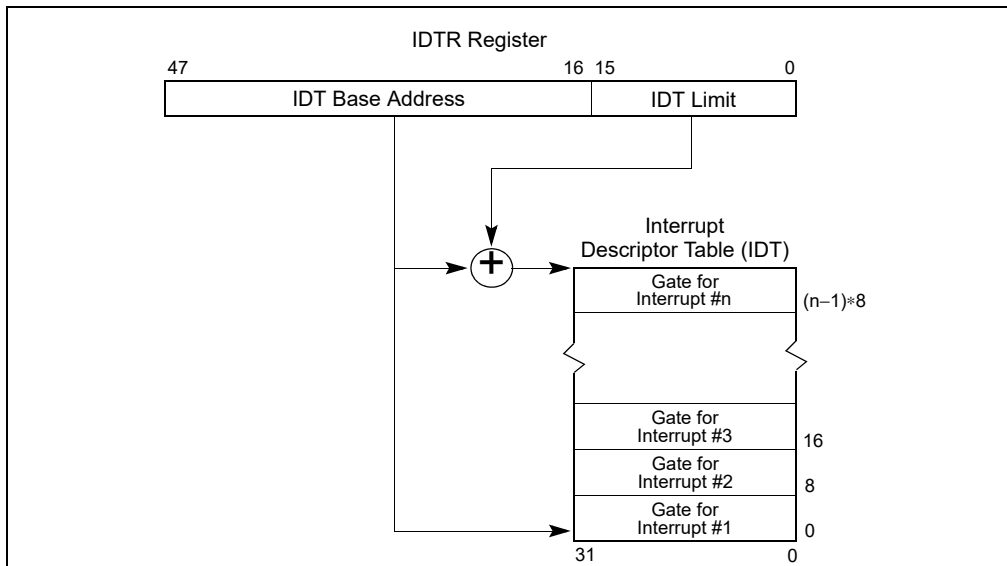 IDTR Register
47 16 15 0
IDT Base Address IDT Limit
+
Interrupt
Descriptor Table (IDT)
Gate for
Interrupt #n
(n−1)∗8
Gate for
Interrupt #3
16
Gate for
Interrupt #2
8
Gate for
Interrupt #1
0
31 0